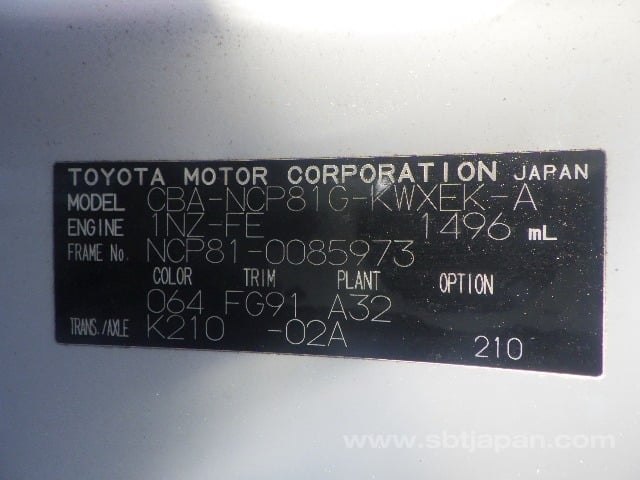 TOYOTA MOTOR CORPORATION JAPAN
MODEL CBA-NCP81G-KWXEK-A
ENGINE 1NZ-FE 1496 mL
FRAME No. NCP81-0085973
COLOR TRIM PLANT OPTION
064 FG91 A32
TRANS./AXLE K210 -02A
210
www.sbtjapan.com